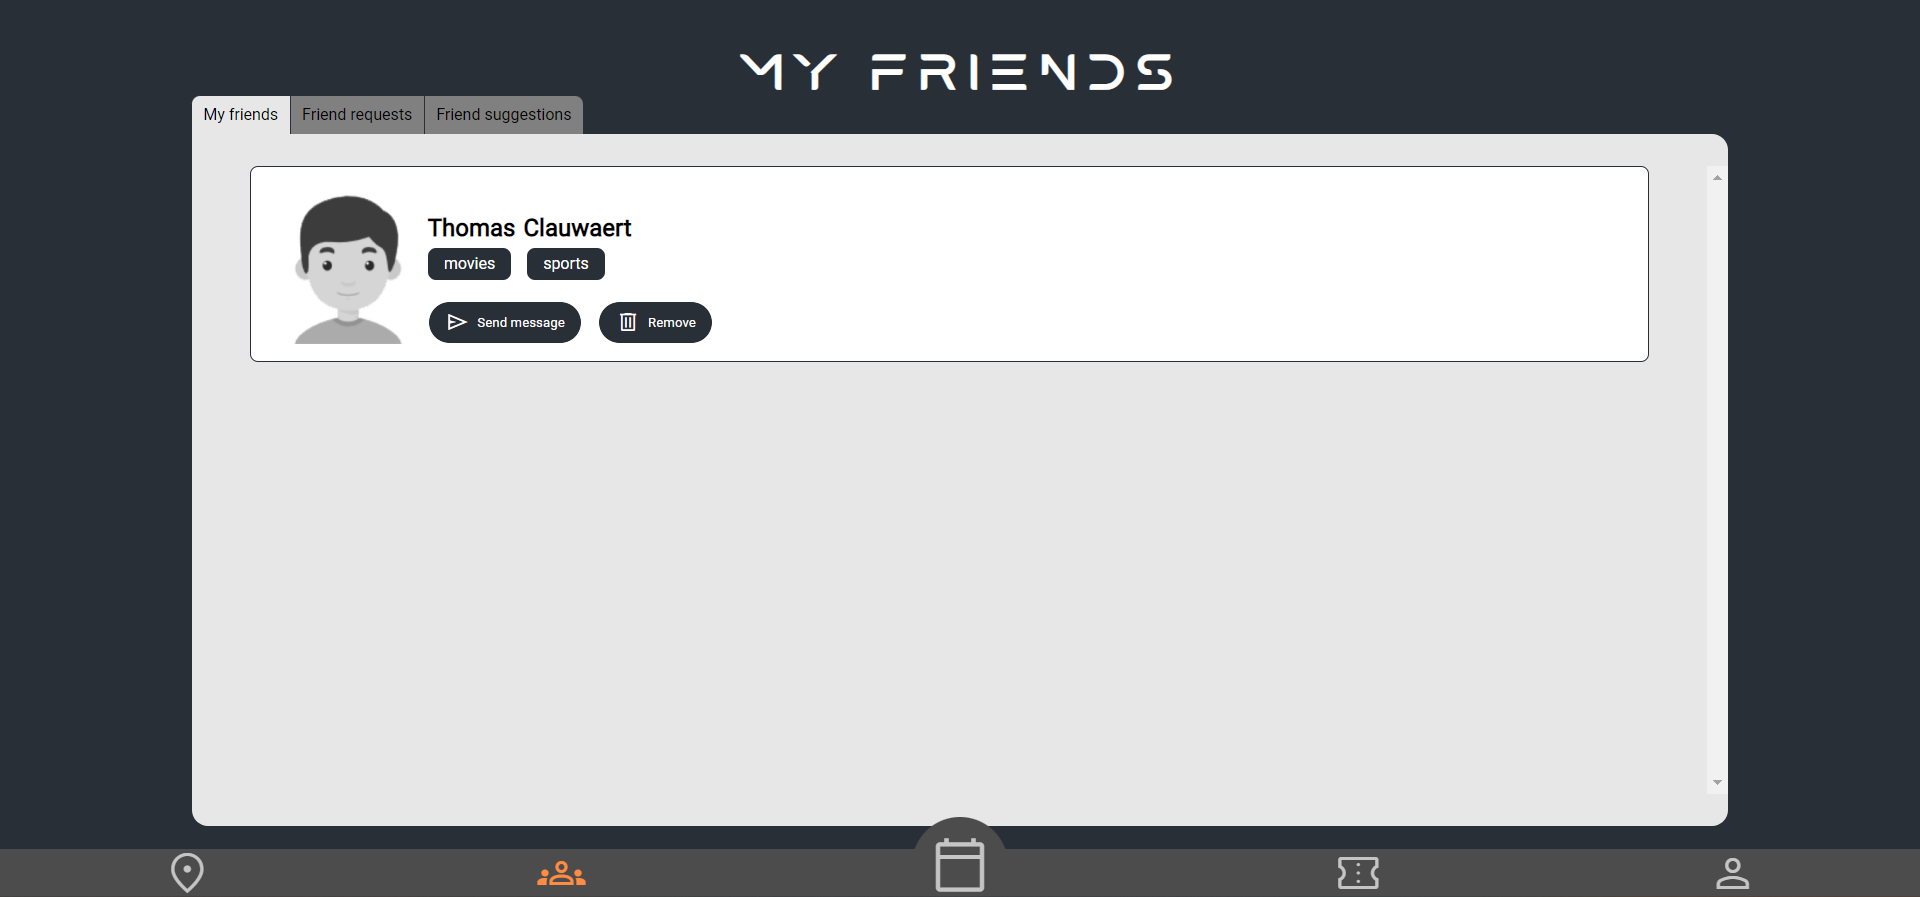 MY FRIENDS
My friends Friend requests Friend suggestions
Thomas Clauwaert
movies sports
Send message Remove